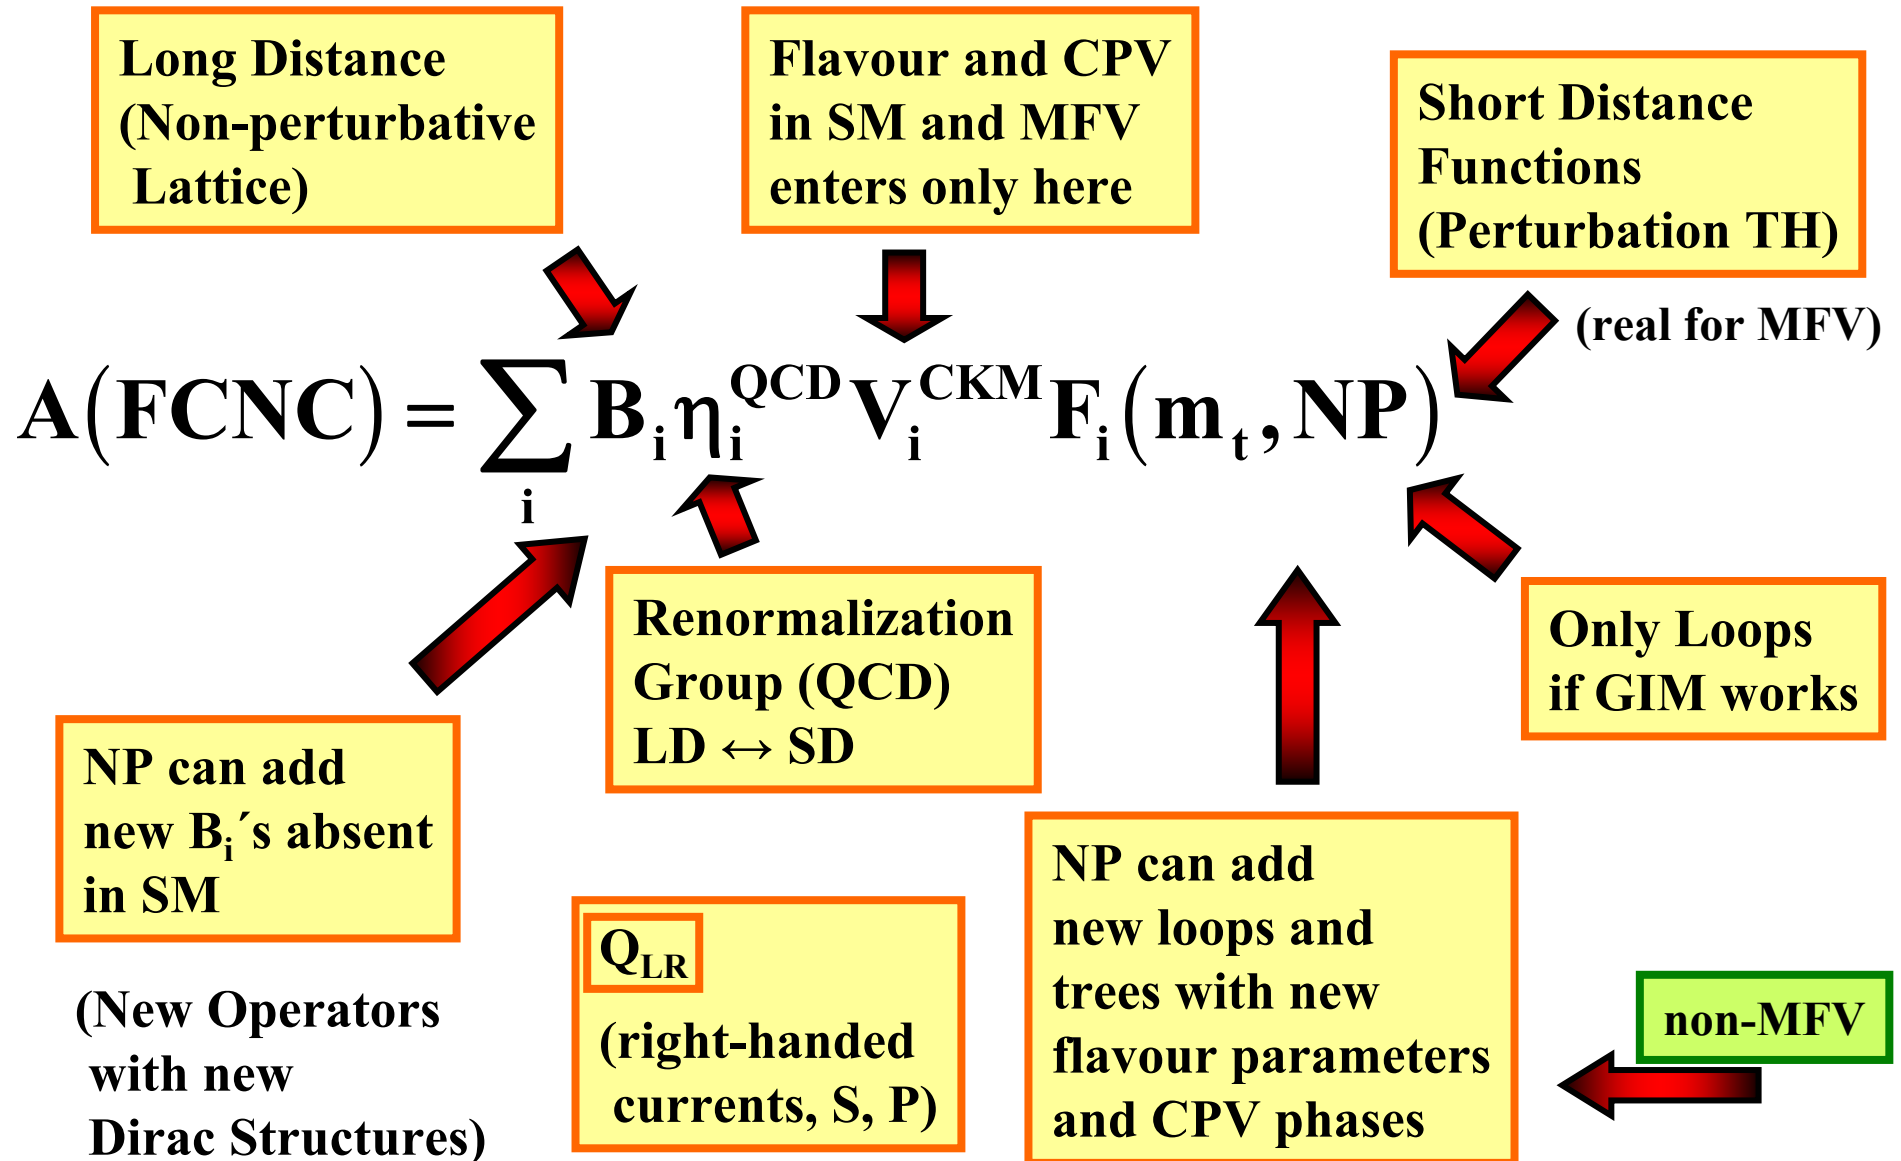 Long Distance
(Non-perturbative
Lattice)
Flavour and CPV
in SM and MFV
enters only here
Short Distance
Functions
(Perturbation TH)
(real for MFV)
A(FCNC) = ∑_i B_i η_i^QCD V_i^CKM F_i(m_t, NP)
Renormalization
Group (QCD)
LD ↔ SD
Only Loops
if GIM works
NP can add
new B_i´s absent
in SM
(New Operators
with new
Dirac Structures)
Q_LR
(right-handed
currents, S, P)
NP can add
new loops and
trees with new
flavour parameters
and CPV phases
non-MFV